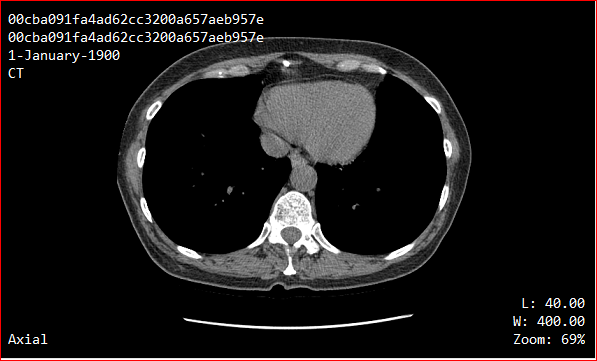 00cba091fa4ad62cc3200a657aeb957e
00cba091fa4ad62cc3200a657aeb957e
1-January-1900
CT
L: 40.00
W: 400.00
Axial
Zoom: 69%